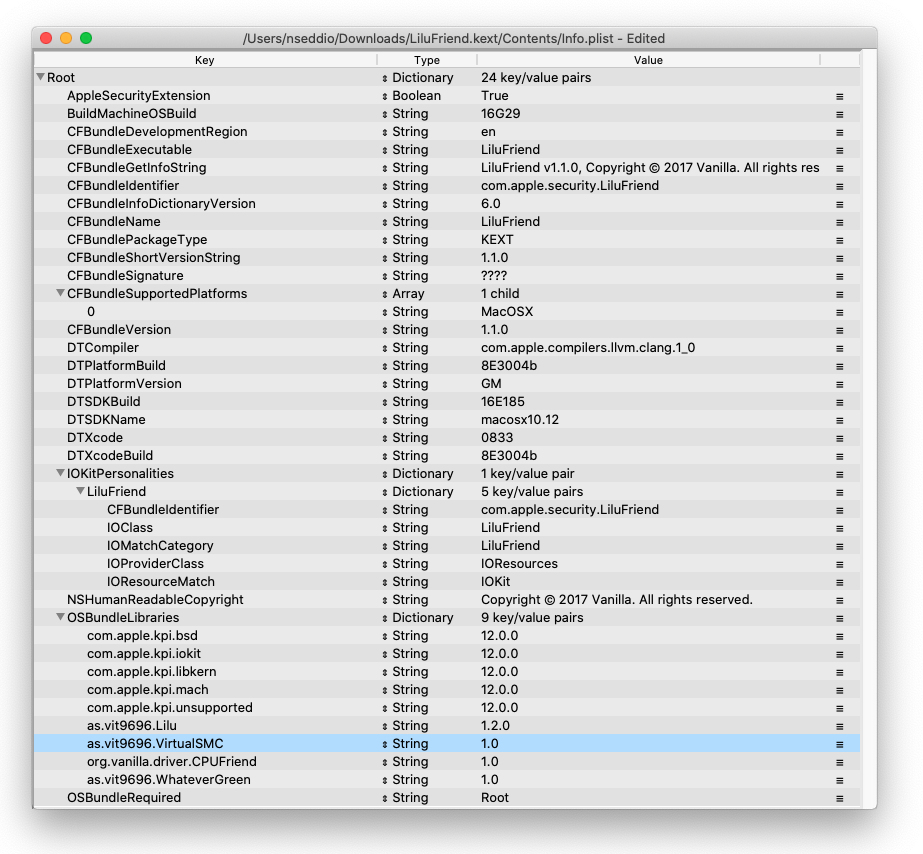 /Users/nseddio/Downloads/LiluFriend.kext/Contents/Info.plist - Edited
Key Type Value
Root Dictionary 24 key/value pairs
AppleSecurityExtension Boolean True
BuildMachineOSBuild String 16G29
CFBundleDevelopmentRegion String en
CFBundleExecutable String LiluFriend
CFBundleGetInfoString String LiluFriend v1.1.0, Copyright © 2017 Vanilla. All rights res
CFBundleIdentifier String com.apple.security.LiluFriend
CFBundleInfoDictionaryVersion String 6.0
CFBundleName String LiluFriend
CFBundlePackageType String KEXT
CFBundleShortVersionString String 1.1.0
CFBundleSignature String ????
CFBundleSupportedPlatforms Array 1 child
0 String MacOSX
CFBundleVersion String 1.1.0
DTCompiler String com.apple.compilers.llvm.clang.1_0
DTPlatformBuild String 8E3004b
DTPlatformVersion String GM
DTSDKBuild String 16E185
DTSDKName String macosx10.12
DTXcode String 0833
DTXcodeBuild String 8E3004b
IOKitPersonalities Dictionary 1 key/value pair
LiluFriend Dictionary 5 key/value pairs
CFBundleIdentifier String com.apple.security.LiluFriend
IOClass String LiluFriend
IOMatchCategory String LiluFriend
IOProviderClass String IOResources
IOResourceMatch String IOKit
NSHumanReadableCopyright String Copyright © 2017 Vanilla. All rights reserved.
OSBundleLibraries Dictionary 9 key/value pairs
com.apple.kpi.bsd String 12.0.0
com.apple.kpi.iokit String 12.0.0
com.apple.kpi.libkern String 12.0.0
com.apple.kpi.mach String 12.0.0
com.apple.kpi.unsupported String 12.0.0
as.vit9696.Lilu String 1.2.0
as.vit9696.VirtualSMC String 1.0
org.vanilla.driver.CPUFriend String 1.0
as.vit9696.WhateverGreen String 1.0
OSBundleRequired String Root